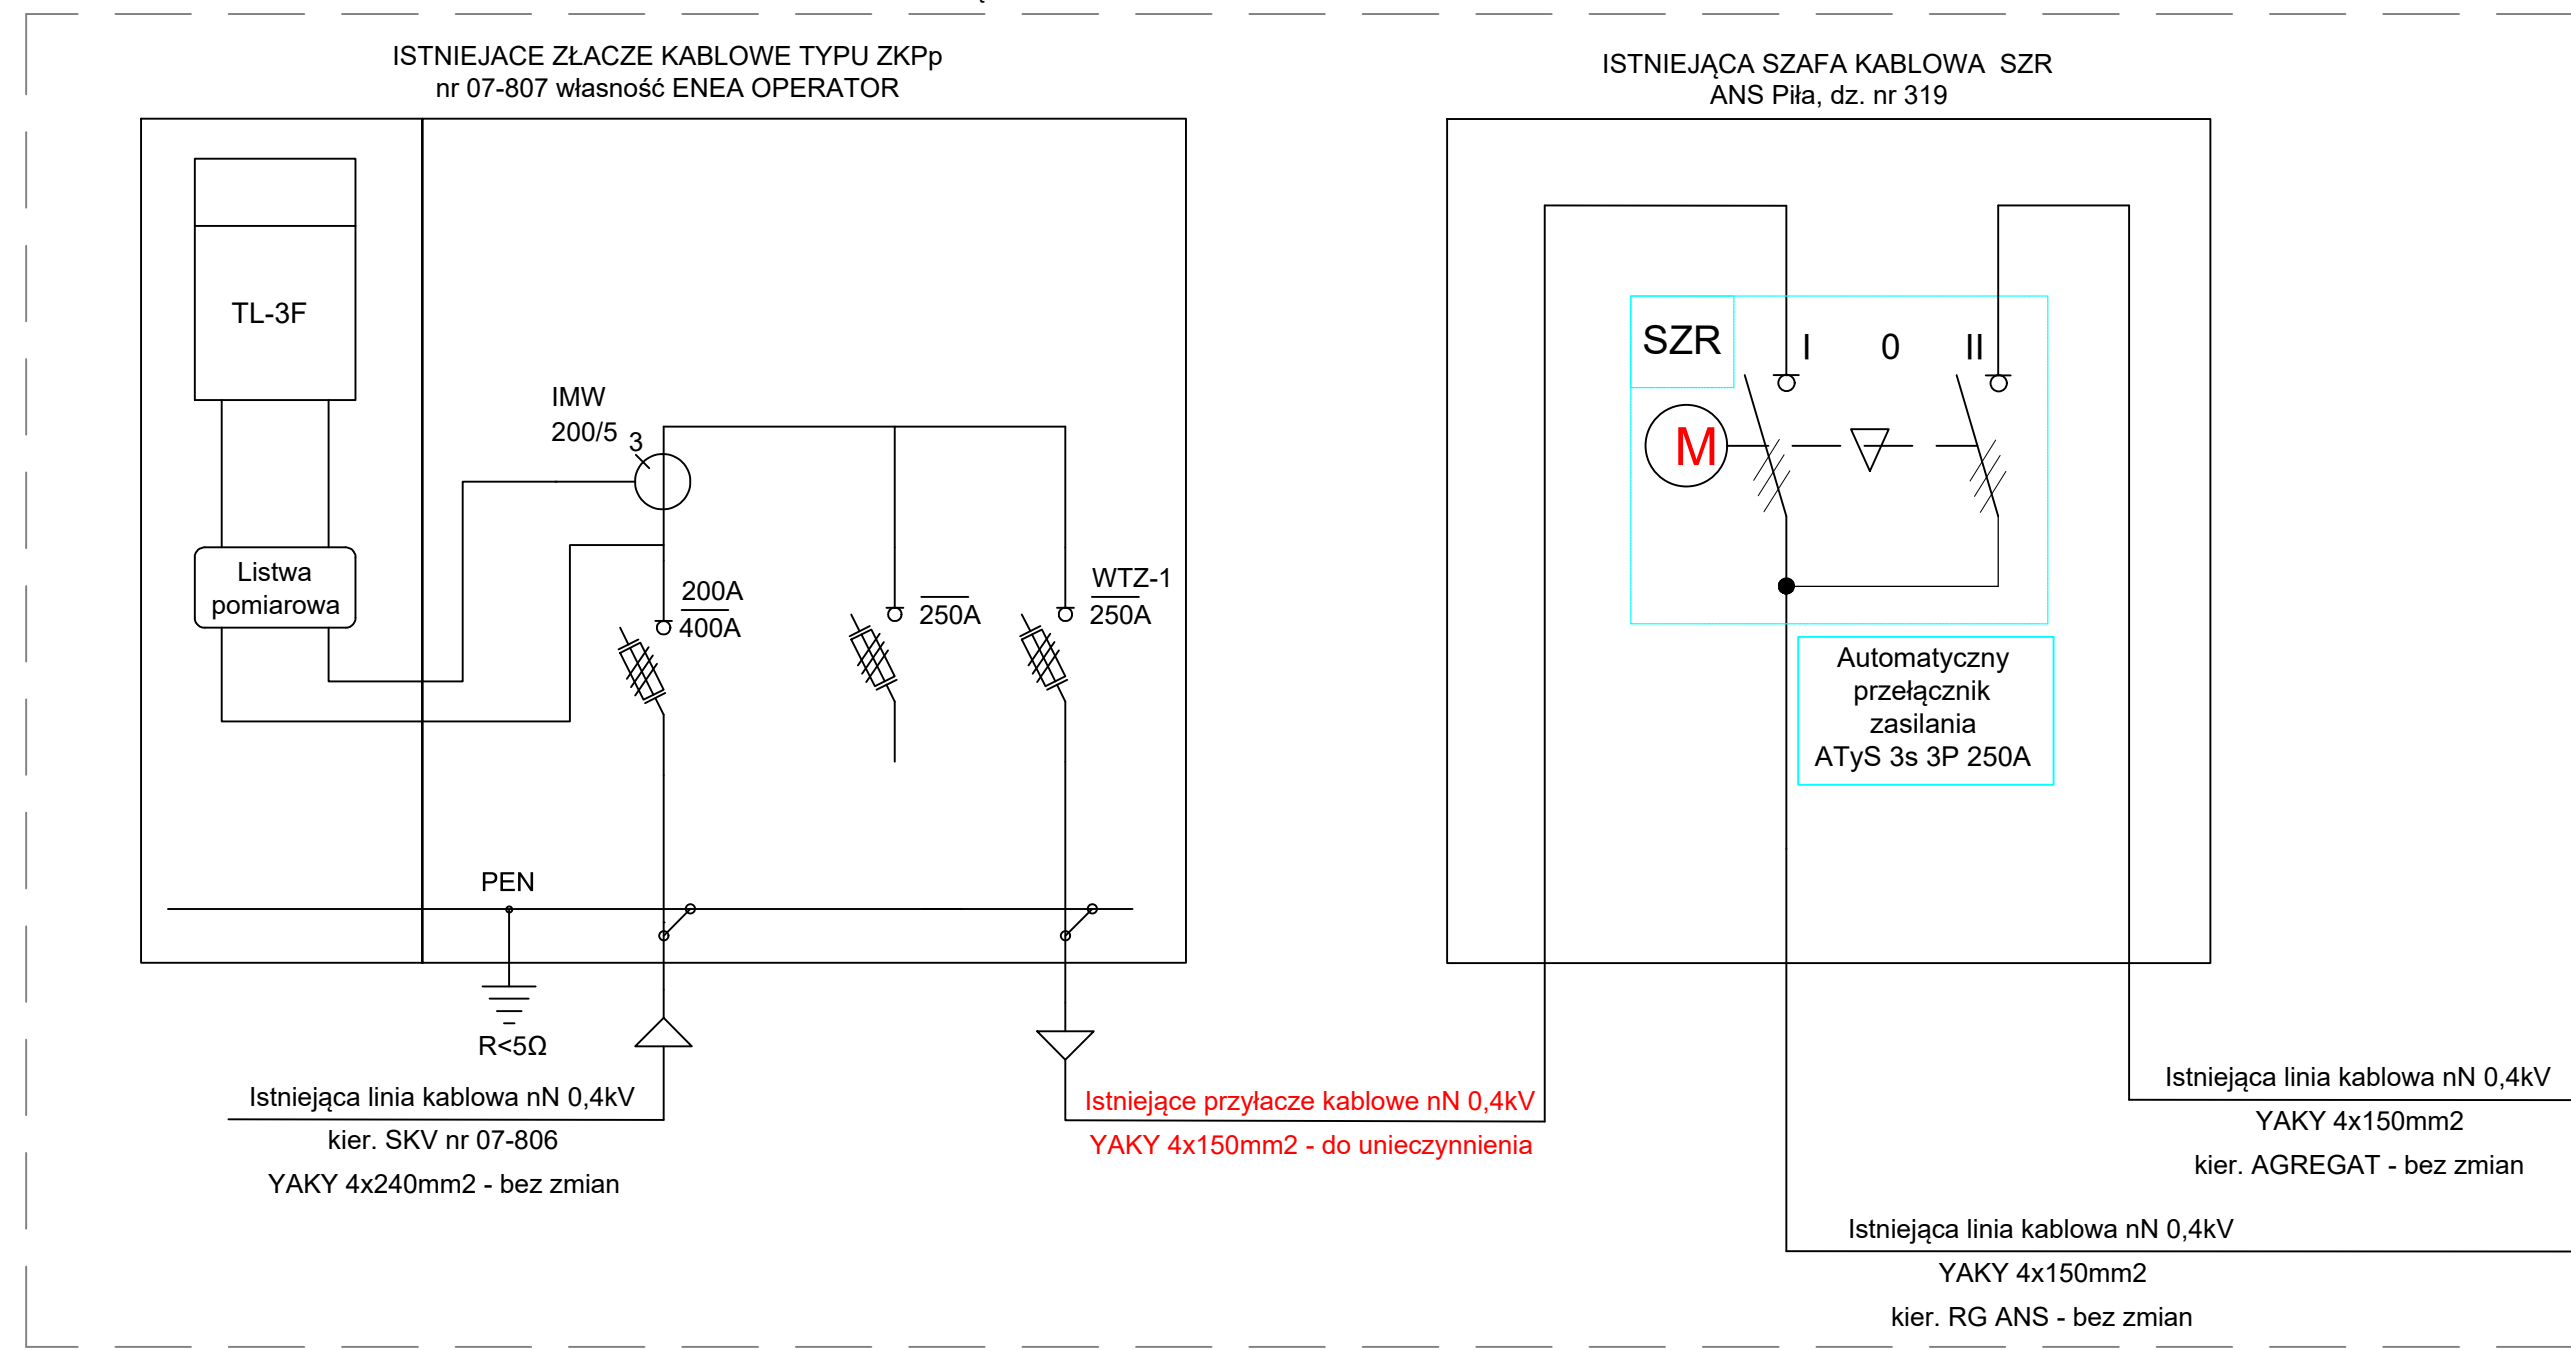 ISTNIEJACE ZŁACZE KABLOWE TYPU ZKPp
nr 07-807 własność ENEA OPERATOR
TL-3F
Listwa
pomiarowa
IMW
200/5
3
200A
400A
250A
WTZ-1
250A
PEN
R<5Ω
Istniejąca linia kablowa nN 0,4kV
kier. SKV nr 07-806
YAKY 4x240mm2 - bez zmian
Istniejące przyłacze kablowe nN 0,4kV
YAKY 4x150mm2 - do unieczynnienia
ISTNIEJĄCA SZAFA KABLOWA SZR
ANS Piła, dz. nr 319
SZR
I 0 II
M
Automatyczny
przełącznik
zasilania
ATyS 3s 3P 250A
Istniejąca linia kablowa nN 0,4kV
YAKY 4x150mm2
kier. AGREGAT - bez zmian
Istniejąca linia kablowa nN 0,4kV
YAKY 4x150mm2
kier. RG ANS - bez zmian